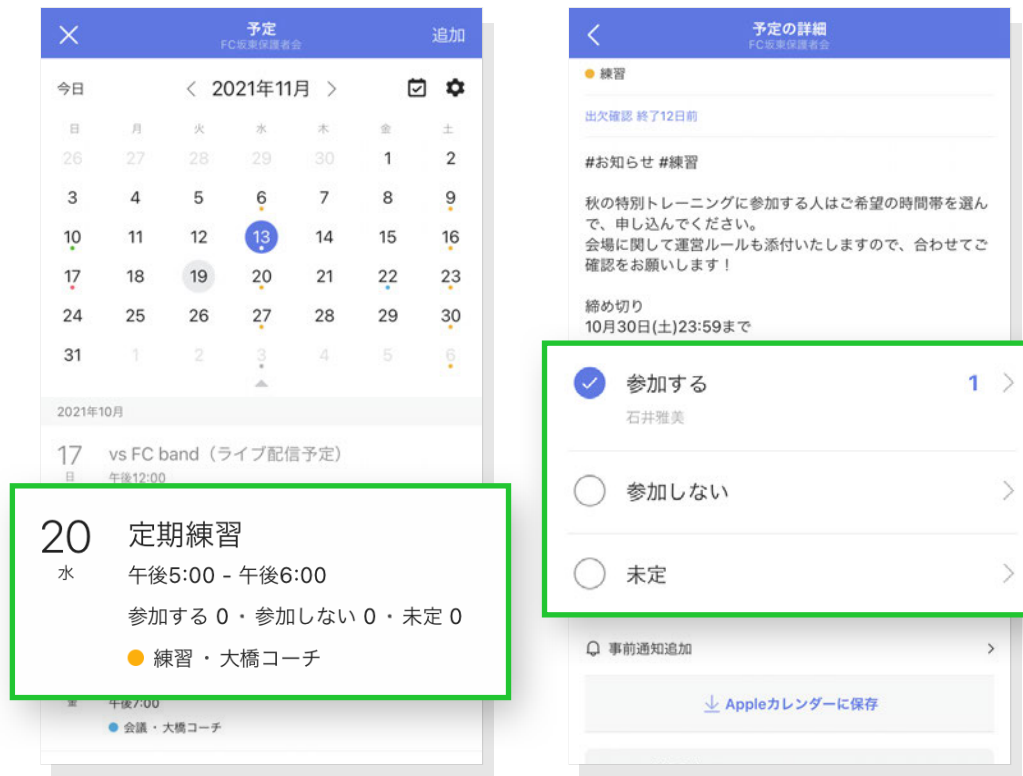 予定
FC坂東保護者会
追加
今日
2021年11月
日 月 火 水 木 金 土
26 27 28 29 30 1 2
3 4 5 6 7 8 9
10 11 12 13 14 15 16
17 18 19 20 21 22 23
24 25 26 27 28 29 30
31 1 2 3 4 5 6
2021年10月
17
日
vs FC band（ライブ配信予定）
午後12:00
20
水
定期練習
午後5:00 - 午後6:00
参加する 0・参加しない 0・未定 0
練習・大橋コーチ
金
午後7:00
会議・大橋コーチ
予定の詳細
FC坂東保護者会
練習
出欠確認 終了12日前
#お知らせ #練習
秋の特別トレーニングに参加する人はご希望の時間帯を選ん
で、申し込んでください。
会場に関して運営ルールも添付いたしますので、合わせてご
確認をお願いします！
締め切り
10月30日(土)23:59まで
参加する 1
石井雅美
参加しない
未定
事前通知追加
Appleカレンダーに保存